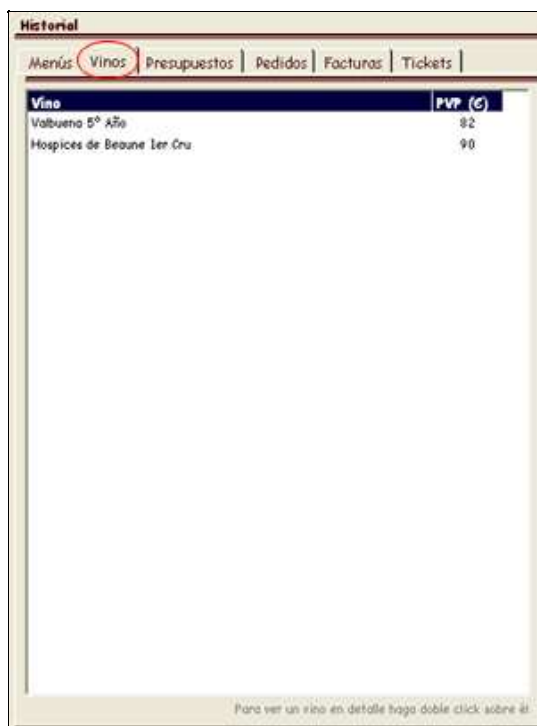 Historial
Menús Vinos Presupuestos Pedidos Facturas Tickets
Vino PVP (€)
Valbuena 5º Año 82
Hospices de Beaune 1er Cru 90
Para ver un vino en detalle haga doble click sobre él